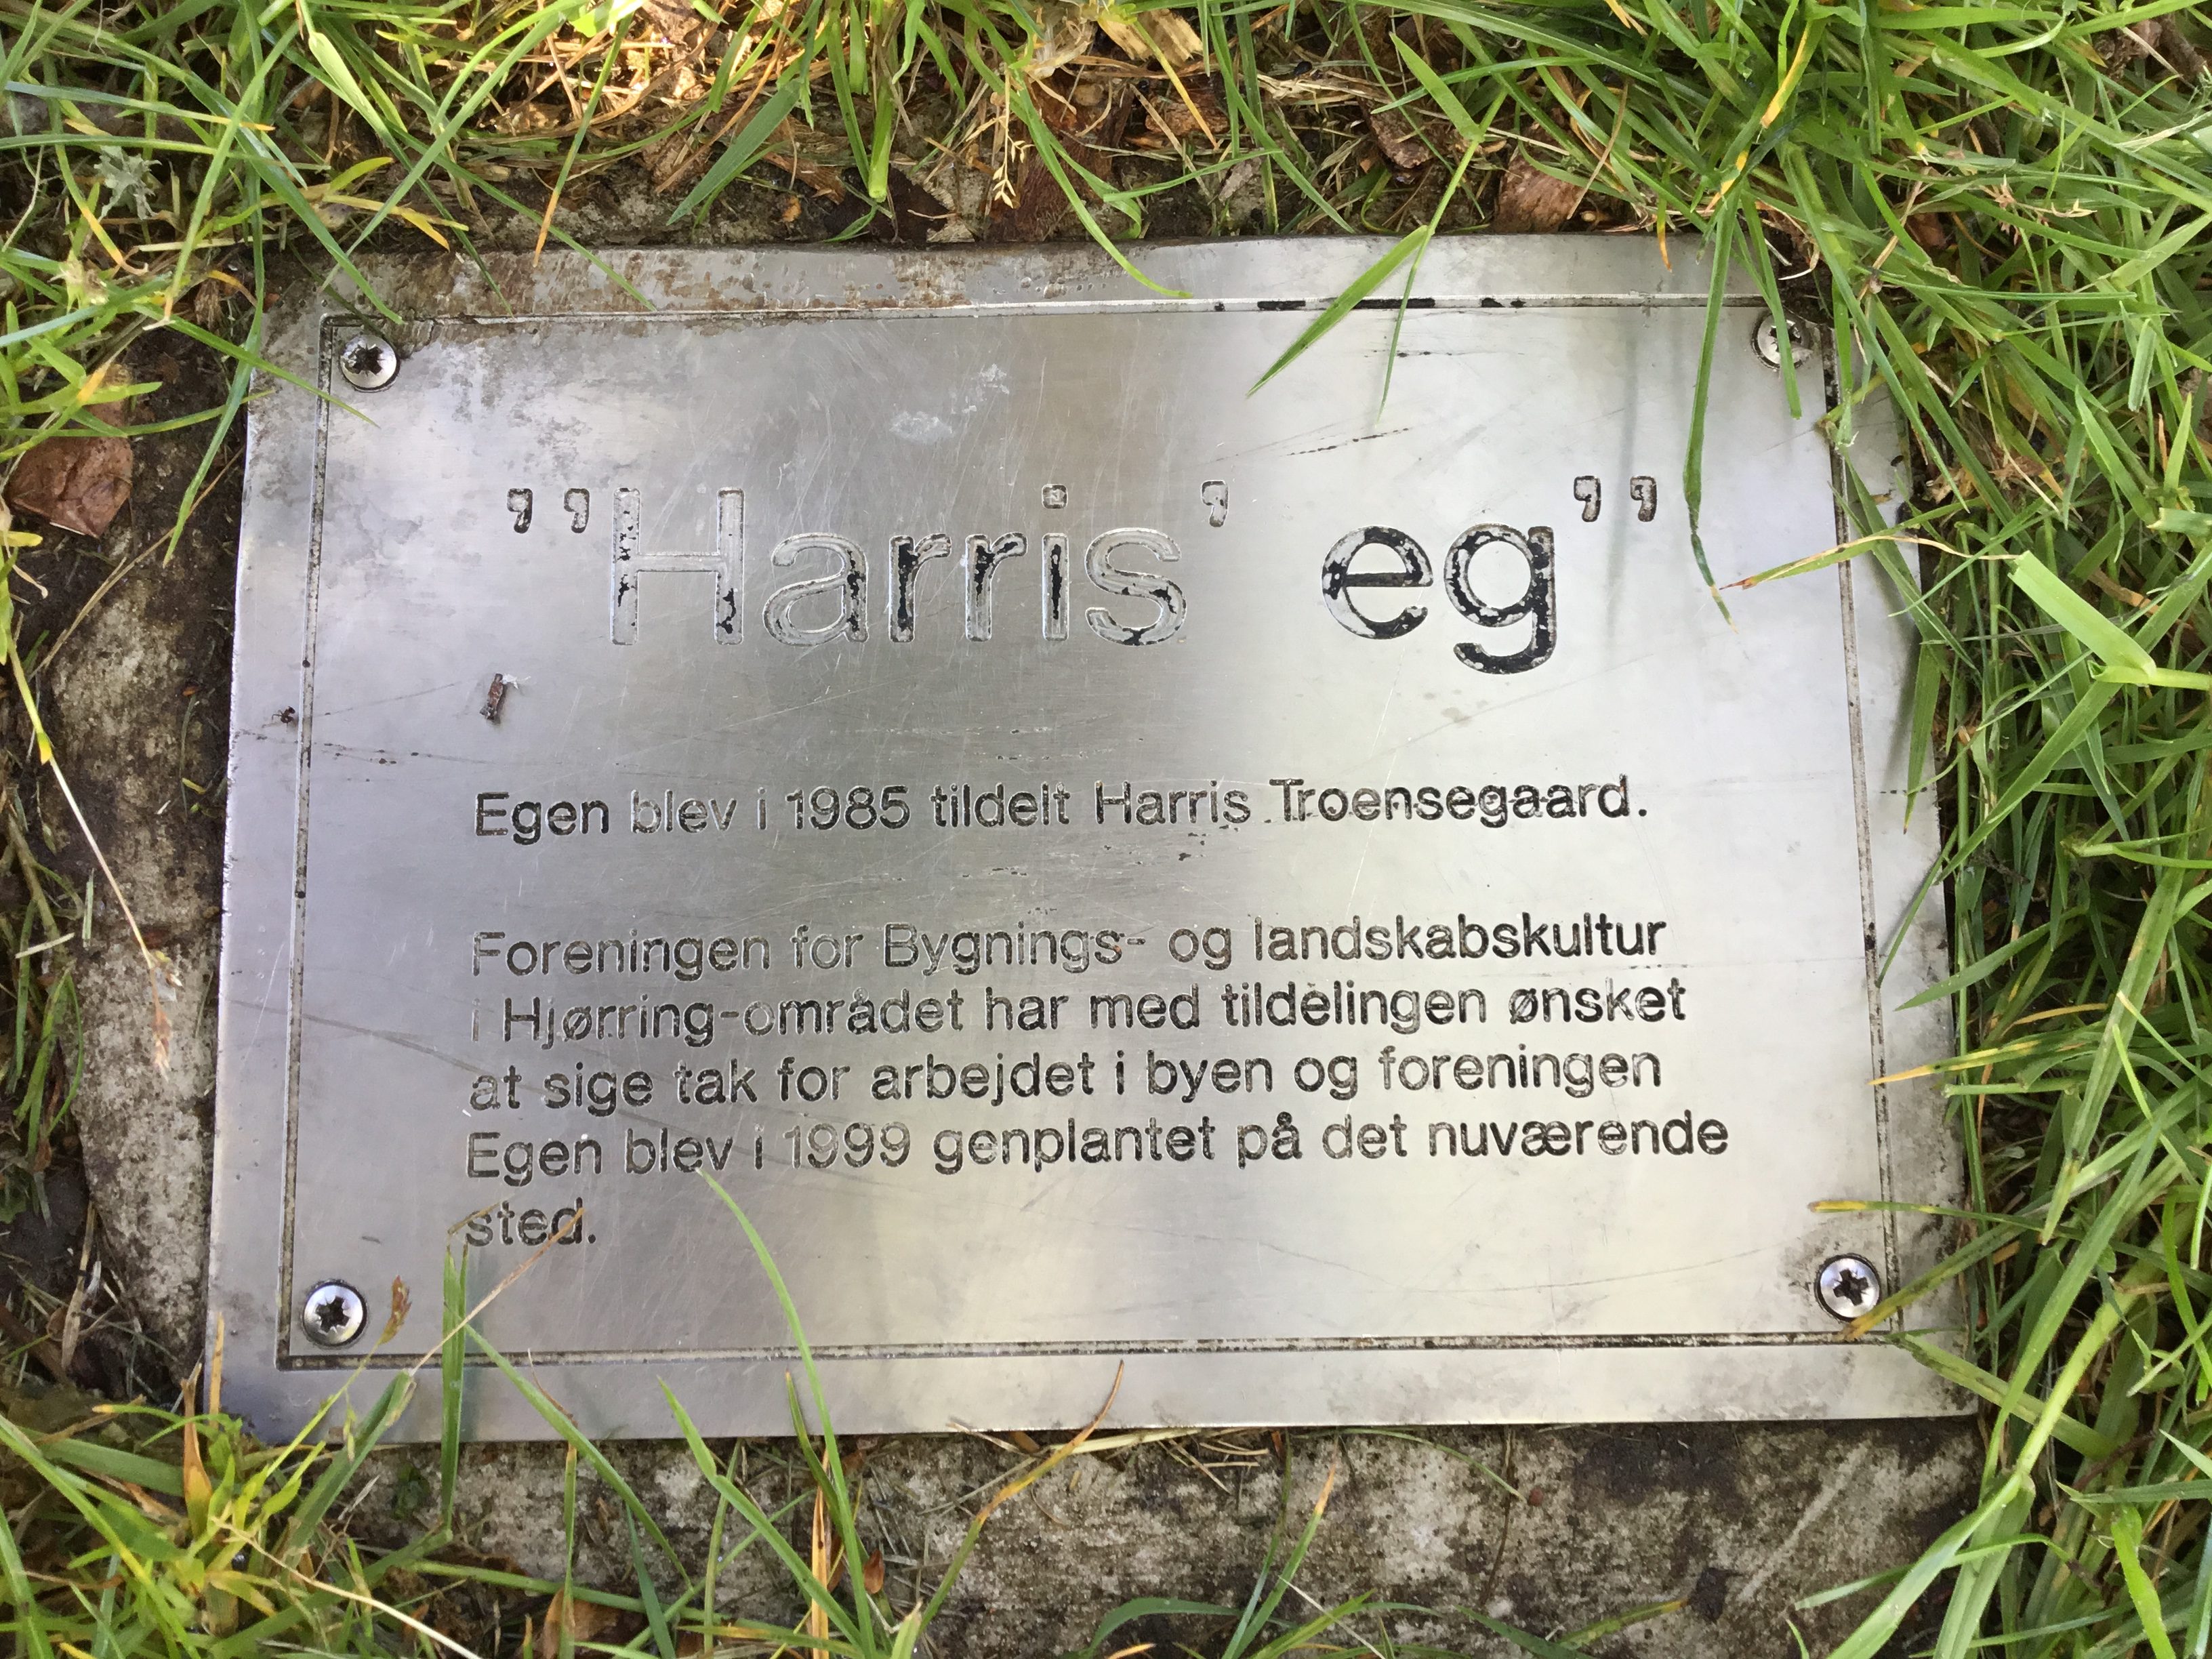 ”Harris’ eg”
Egen blev i 1985 tildelt Harris Troensegaard.
Foreningen for Bygnings- og landskabskultur
i Hjørring-området har med tildelingen ønsket
at sige tak for arbejdet i byen og foreningen
Egen blev i 1999 genplantet på det nuværende
sted.